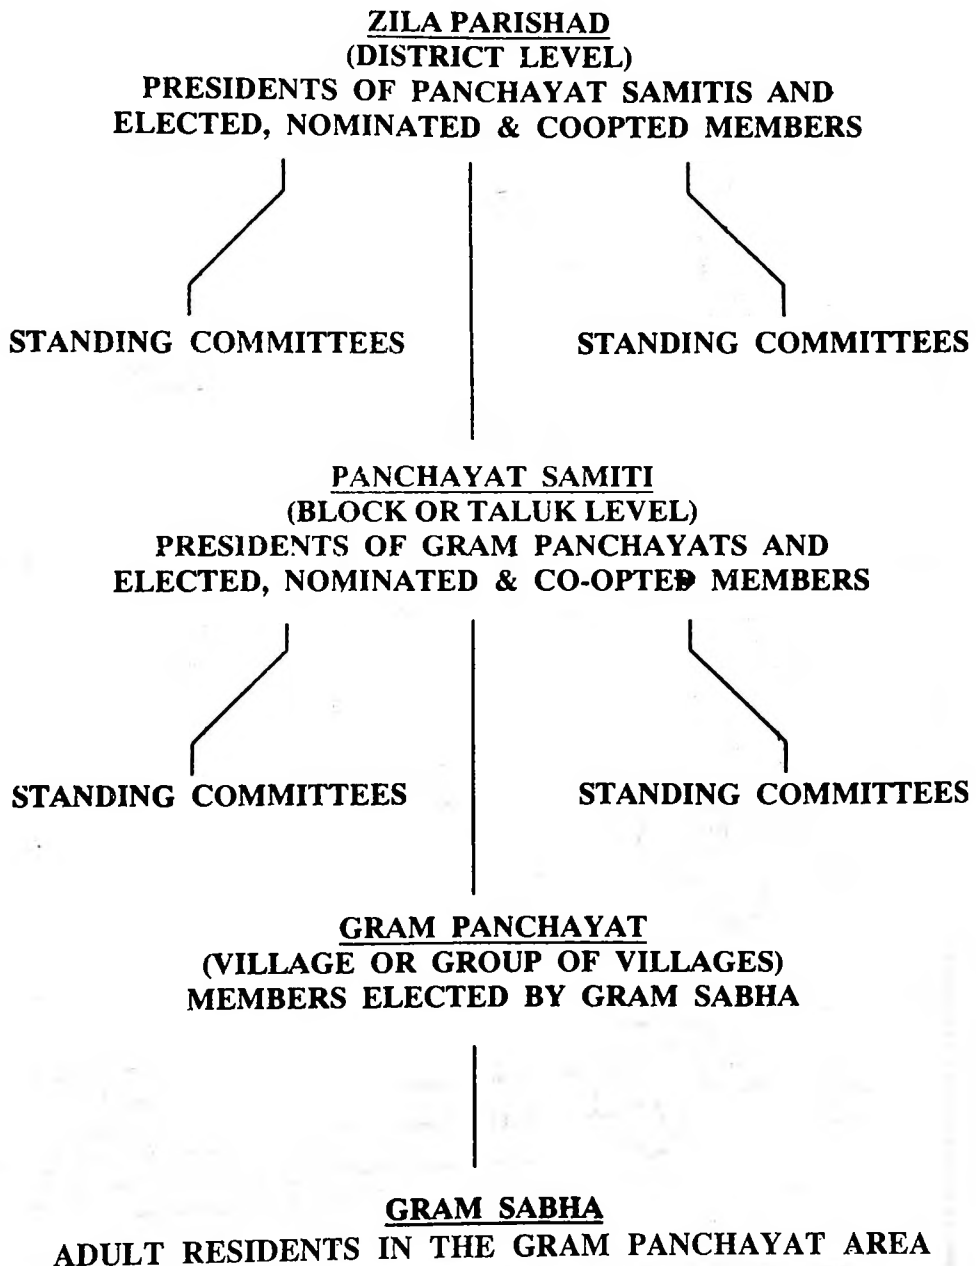 ZILA PARISHAD
(DISTRICT LEVEL)
PRESIDENTS OF PANCHAYAT SAMITIS AND
ELECTED, NOMINATED & COOPTED MEMBERS
STANDING COMMITTEES
STANDING COMMITTEES
PANCHAYAT SAMITI
(BLOCK OR TALUK LEVEL)
PRESIDENTS OF GRAM PANCHAYATS AND
ELECTED, NOMINATED & CO-OPTED MEMBERS
STANDING COMMITTEES
STANDING COMMITTEES
GRAM PANCHAYAT
(VILLAGE OR GROUP OF VILLAGES)
MEMBERS ELECTED BY GRAM SABHA
GRAM SABHA
ADULT RESIDENTS IN THE GRAM PANCHAYAT AREA